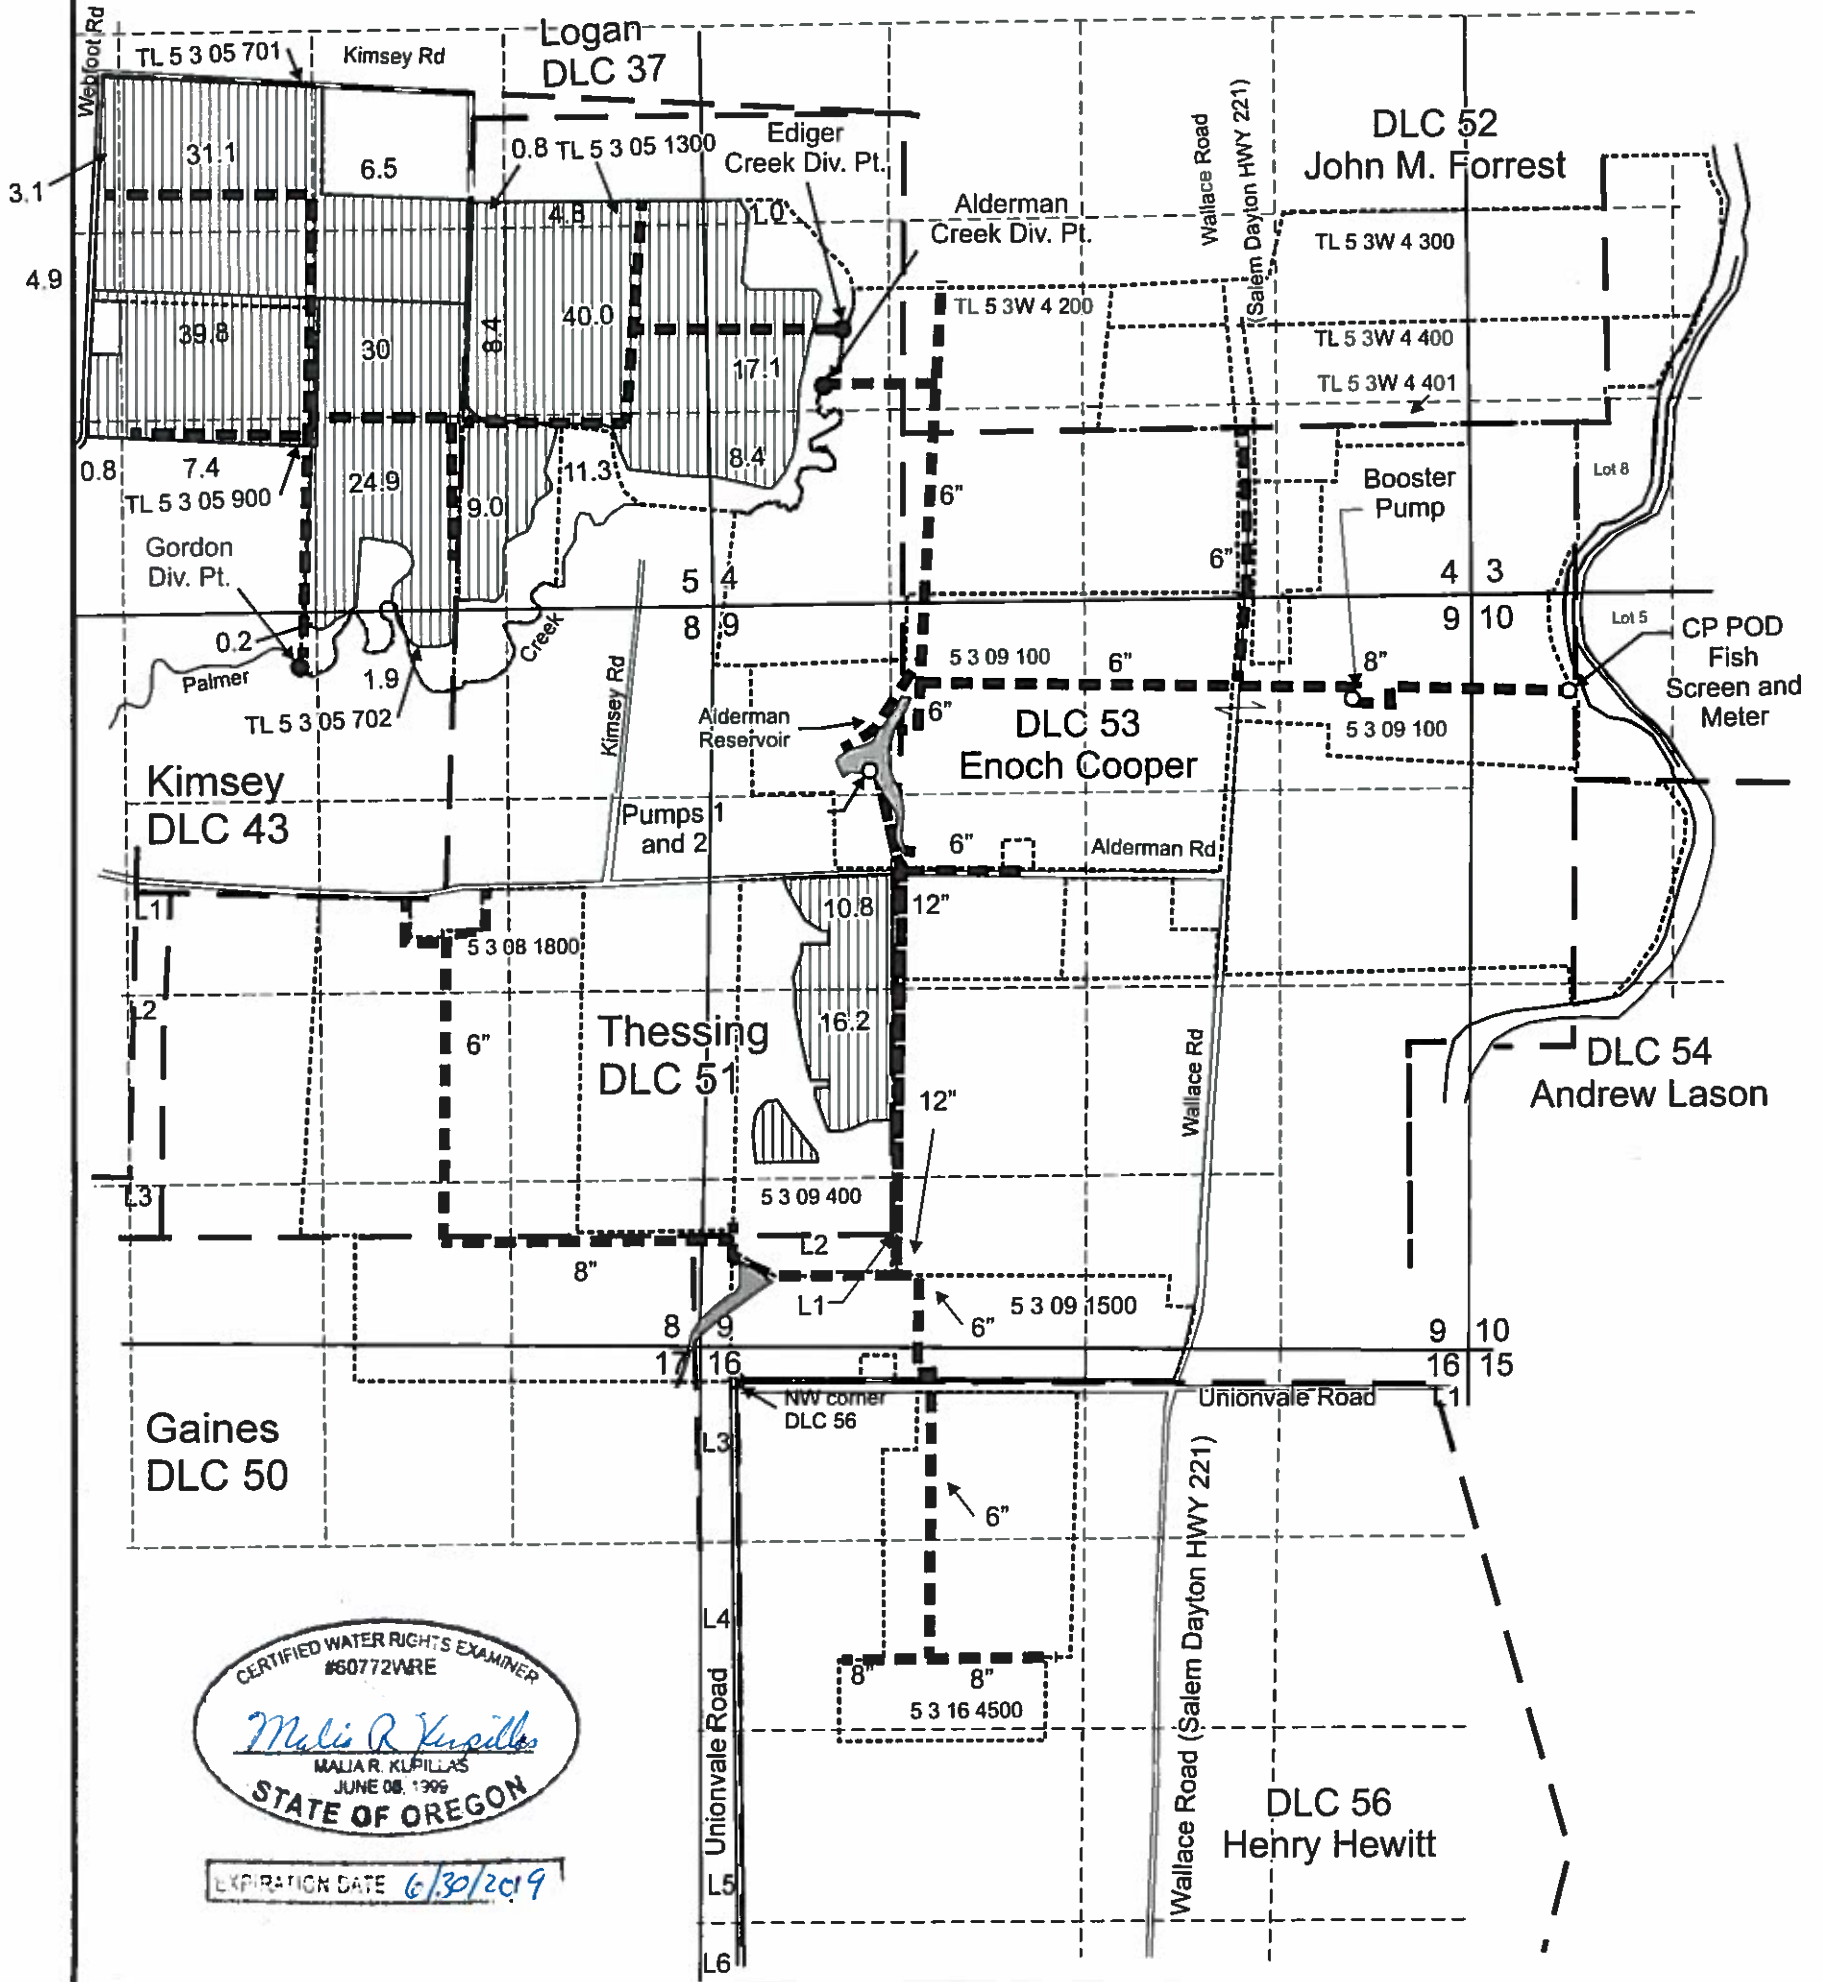 Webfoot Rd
TL 5 3 05 701
Kimsey Rd
Logan
DLC 37
0.8 TL 5 3 05 1300
Ediger
Creek Div. Pt.
Alderman
Creek Div. Pt.
Wallace Road
(Salem Dayton HWY 221)
DLC 52
John M. Forrest
31.1
6.5
3.1
4.8
1.0
4.9
39.8
30
8.4
40.0
17.1
TL 5 3W 4 300
TL 5 3W 4 200
TL 5 3W 4 400
TL 5 3W 4 401
0.8
7.4
TL 5 3 05 900
24.9
9.0
11.3
8.4
6"
Booster
Pump
Lot 8
Gordon
Div. Pt.
6"
5 4
8 9
4 3
9 10
Lot 5
CP POD
Fish
Screen and
Meter
0.2
Palmer
1.9
Creek
TL 5 3 05 702
Kimsey Rd
5 3 09 100
6"
8"
5 3 09 100
Alderman
Reservoir
6"
DLC 53
Enoch Cooper
Kimsey
DLC 43
Pumps 1
and 2
6"
Alderman Rd
L1
10.8
12"
5 3 08 1800
L2
6"
Thessing
DLC 51
16.2
Wallace Rd
DLC 54
Andrew Lason
12"
L3
5 3 09 400
L2
8"
L1
6"
5 3 09 1500
8 9
17 16
9 10
16 15
NW corner
DLC 56
Unionvale Road
1
Gaines
DLC 50
L3
6"
L4
Unionvale Road
Wallace Road (Salem Dayton HWY 221)
8"
8"
5 3 16 4500
CERTIFIED WATER RIGHTS EXAMINER
#60772WRE
Malia R Kupillas
MALIA R. KUPILLAS
JUNE 08, 1999
STATE OF OREGON
EXPIRATION DATE 6/30/2019
DLC 56
Henry Hewitt
L5
L6